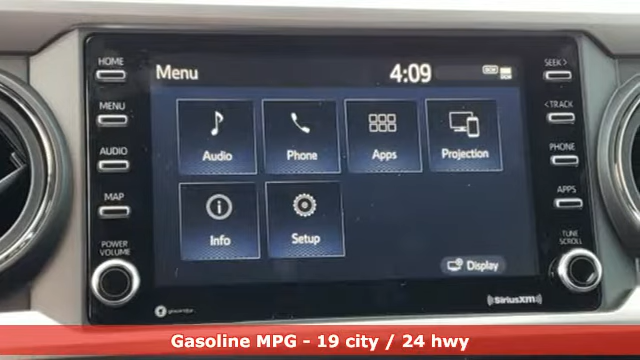 HOME
MENU
AUDIO
MAP
POWER
VOLUME
Menu
4:09
Audio
Phone
Apps
Projection
Info
Setup
Display
SEEK >
< TRACK
PHONE
APPS
TUNE
SCROLL
gracenote
SiriusXM
Gasoline MPG - 19 city / 24 hwy